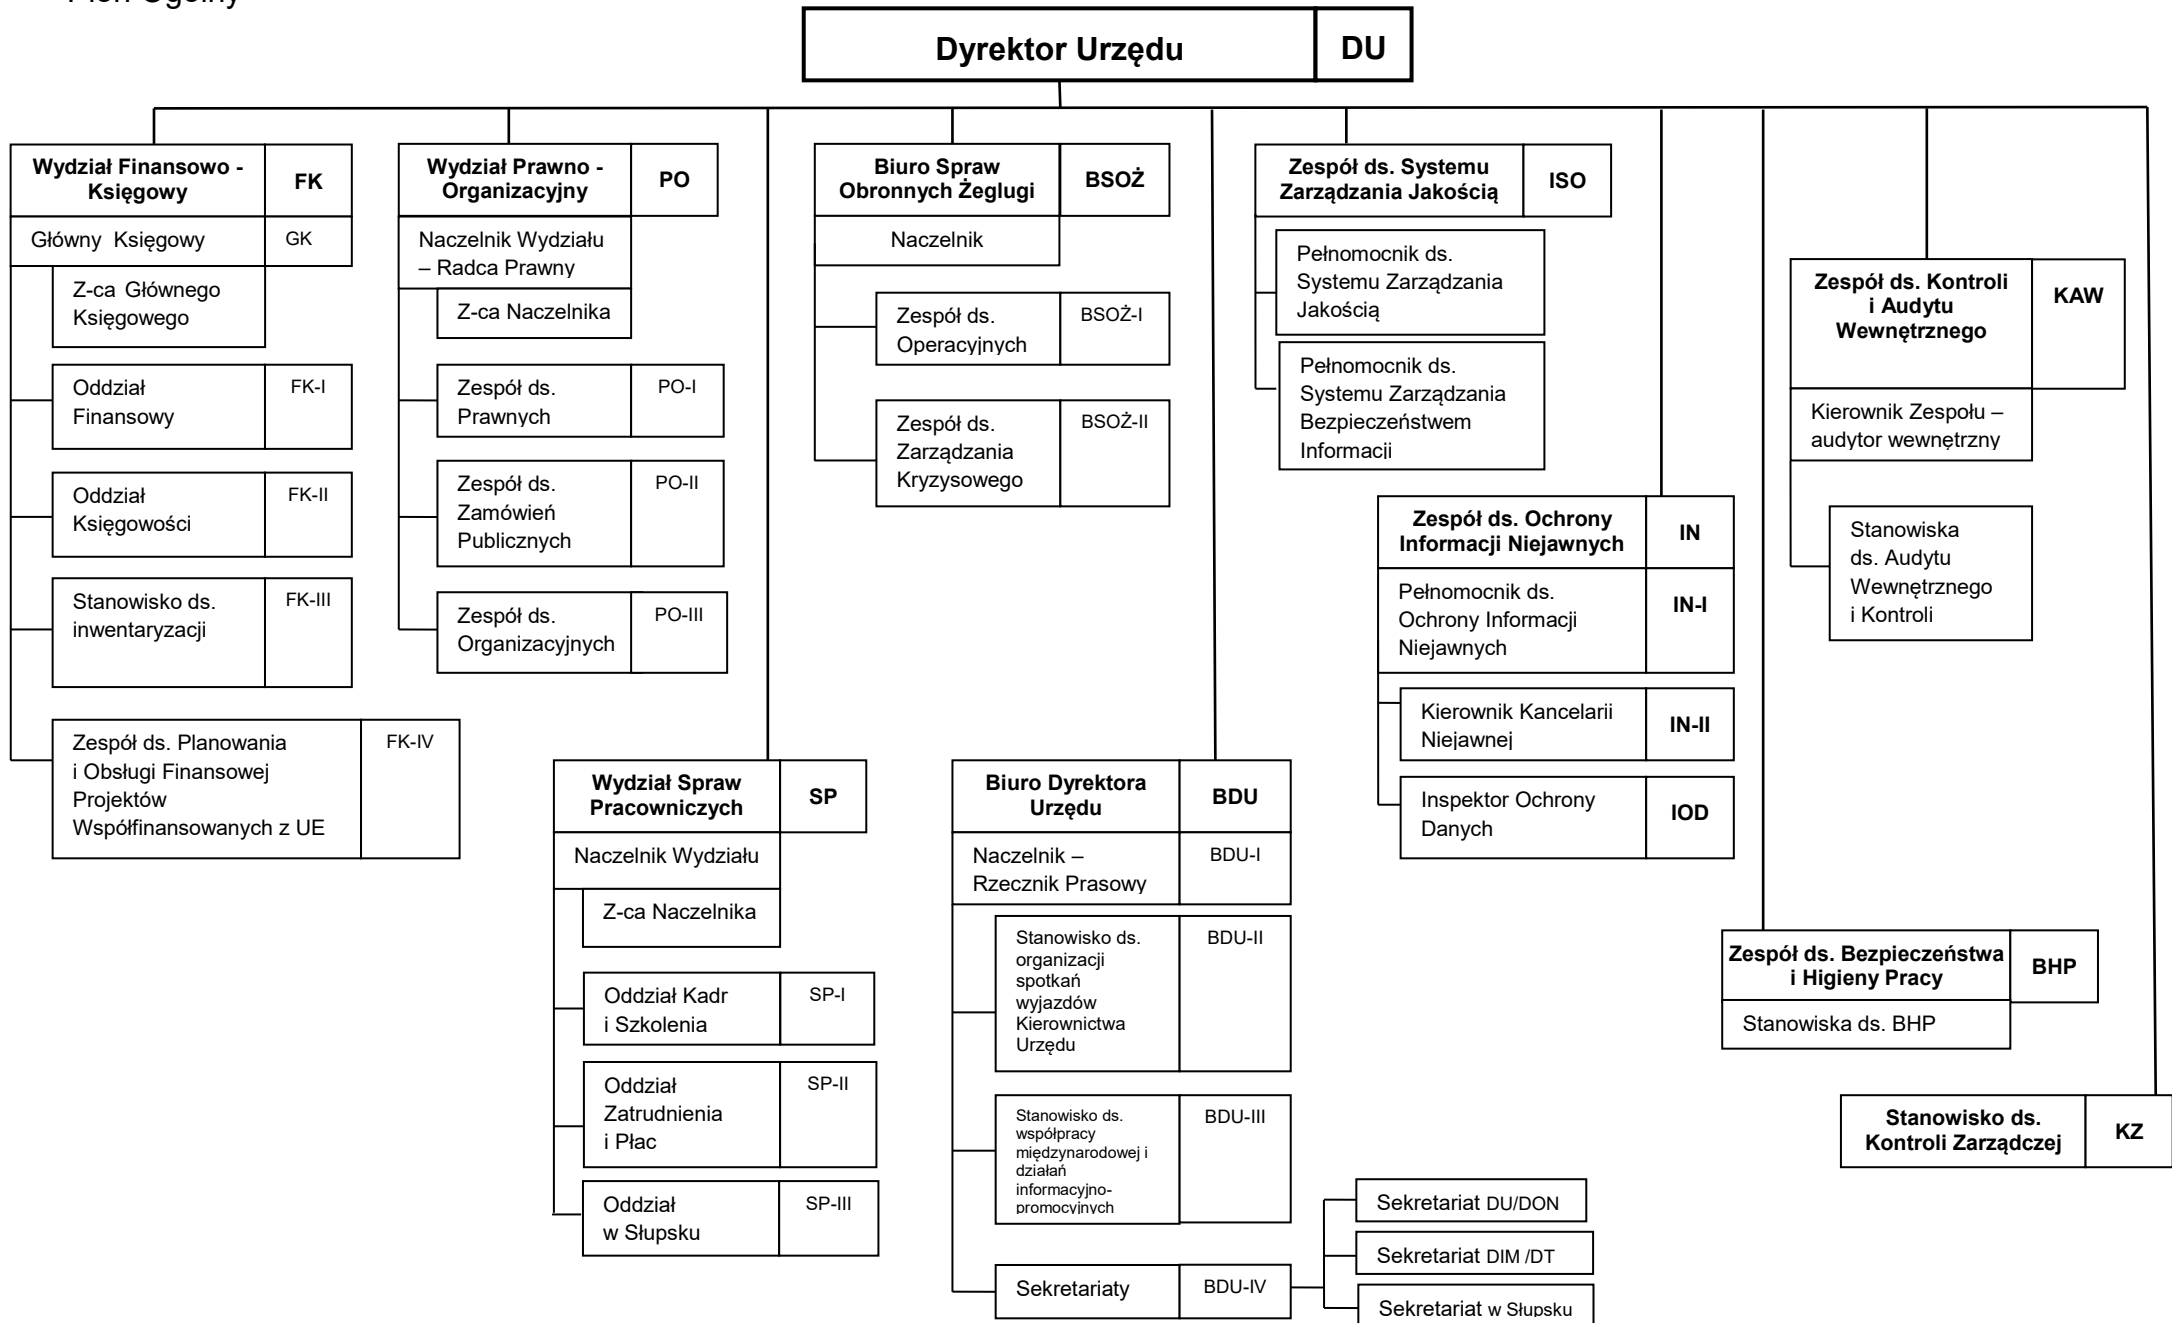 Pion Ogólny
Dyrektor Urzędu
DU
Wydział Finansowo -
Księgowy
FK
Główny Księgowy
GK
Z-ca Głównego
Księgowego
Oddział
Finansowy
FK-I
Oddział
Księgowości
FK-II
Stanowisko ds.
inwentaryzacji
FK-III
Zespół ds. Planowania
i Obsługi Finansowej
Projektów
Współfinansowanych z UE
FK-IV
Wydział Prawno -
Organizacyjny
PO
Naczelnik Wydziału
– Radca Prawny
Z-ca Naczelnika
Zespół ds.
Prawnych
PO-I
Zespół ds.
Zamówień
Publicznych
PO-II
Zespół ds.
Organizacyjnych
PO-III
Wydział Spraw
Pracowniczych
SP
Naczelnik Wydziału
Z-ca Naczelnika
Oddział Kadr
i Szkolenia
SP-I
Oddział
Zatrudnienia
i Płac
SP-II
Oddział
w Słupsku
SP-III
Biuro Spraw
Obronnych Żeglugi
BSOŻ
Naczelnik
Zespół ds.
Operacyjnych
BSOŻ-I
Zespół ds.
Zarządzania
Kryzysowego
BSOŻ-II
Biuro Dyrektora
Urzędu
BDU
Naczelnik –
Rzecznik Prasowy
BDU-I
Stanowisko ds.
organizacji
spotkań
wyjazdów
Kierownictwa
Urzędu
BDU-II
Stanowisko ds.
współpracy
międzynarodowej i
działań
informacyjno-
promocyjnych
BDU-III
Sekretariaty
BDU-IV
Sekretariat DU/DON
Sekretariat DIM /DT
Sekretariat w Słupsku
Zespół ds. Systemu
Zarządzania Jakością
ISO
Pełnomocnik ds.
Systemu Zarządzania
Jakością
Pełnomocnik ds.
Systemu Zarządzania
Bezpieczeństwem
Informacji
Zespół ds. Ochrony
Informacji Niejawnych
IN
Pełnomocnik ds.
Ochrony Informacji
Niejawnych
IN-I
Kierownik Kancelarii
Niejawnej
IN-II
Inspektor Ochrony
Danych
IOD
Zespół ds. Bezpieczeństwa
i Higieny Pracy
BHP
Stanowiska ds. BHP
Zespół ds. Kontroli
i Audytu
Wewnętrznego
KAW
Kierownik Zespołu –
audytor wewnętrzny
Stanowiska
ds. Audytu
Wewnętrznego
i Kontroli
Stanowisko ds.
Kontroli Zarządczej
KZ